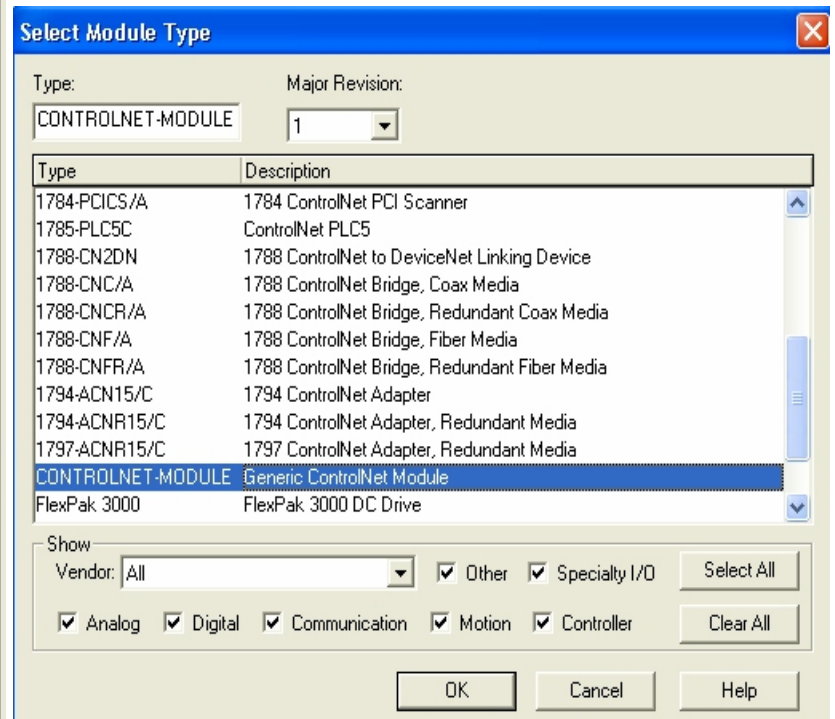 Select Module Type
Type: Major Revision:
CONTROLNET-MODULE 1
Type Description
1784-PCICS/A 1784 ControlNet PCI Scanner
1785-PLC5C ControlNet PLC5
1788-CN2DN 1788 ControlNet to DeviceNet Linking Device
1788-CNC/A 1788 ControlNet Bridge, Coax Media
1788-CNCR/A 1788 ControlNet Bridge, Redundant Coax Media
1788-CNF/A 1788 ControlNet Bridge, Fiber Media
1788-CNFR/A 1788 ControlNet Bridge, Redundant Fiber Media
1794-ACN15/C 1794 ControlNet Adapter
1794-ACNR15/C 1794 ControlNet Adapter, Redundant Media
1797-ACNR15/C 1797 ControlNet Adapter, Redundant Media
CONTROLNET-MODULE Generic ControlNet Module
FlexPak 3000 FlexPak 3000 DC Drive
Show
Vendor: All Other Specialty I/O Select All
Analog Digital Communication Motion Controller Clear All
OK Cancel Help